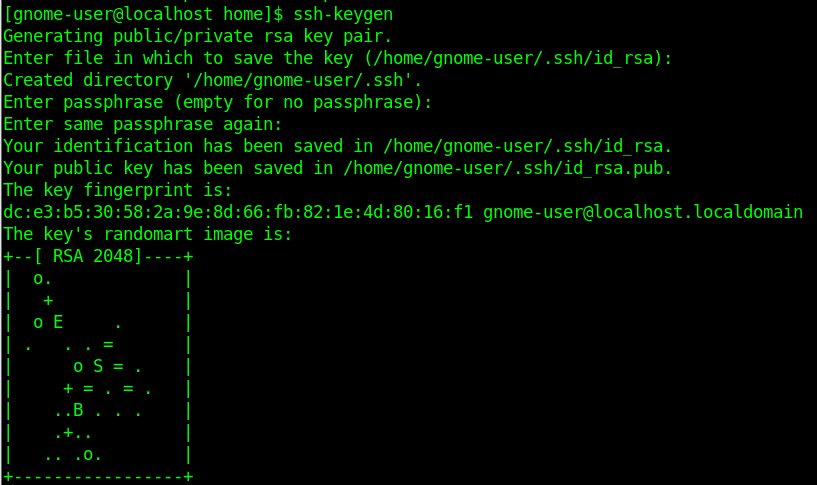 [gnome-user@localhost home]$ ssh-keygen
Generating public/private rsa key pair.
Enter file in which to save the key (/home/gnome-user/.ssh/id_rsa):
Created directory '/home/gnome-user/.ssh'.
Enter passphrase (empty for no passphrase):
Enter same passphrase again:
Your identification has been saved in /home/gnome-user/.ssh/id_rsa.
Your public key has been saved in /home/gnome-user/.ssh/id_rsa.pub.
The key fingerprint is:
dc:e3:b5:30:58:2a:9e:8d:66:fb:82:1e:4d:80:16:f1 gnome-user@localhost.localdomain
The key's randomart image is:
+--[ RSA 2048]----+
|  o.             |
|   +             |
|  o E     .      |
| .   . . =       |
|      o S = .    |
|     + = . = .   |
|    ..B . . .    |
|    .+..         |
|   .. .o.        |
+-----------------+